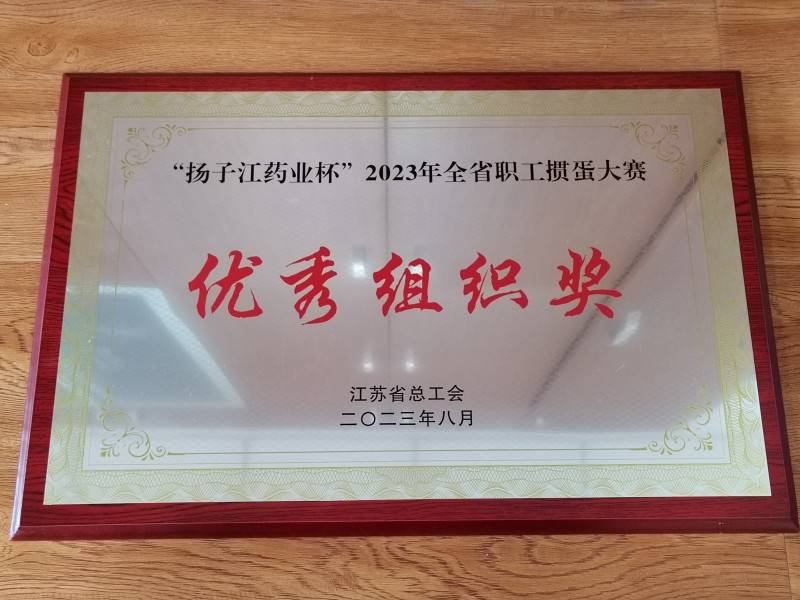 “扬子江药业杯”2023年全省职工掼蛋大赛
优秀组织奖
江苏省总工会
二〇二三年八月